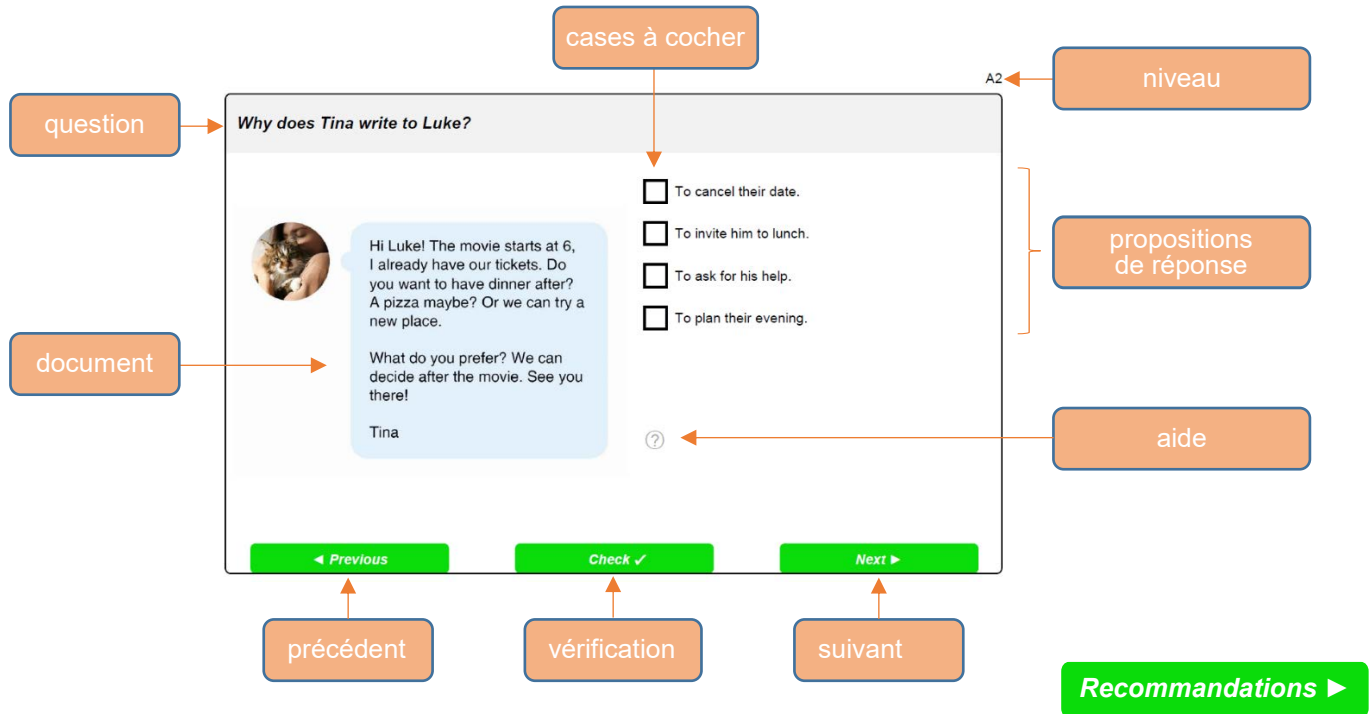 cases à cocher
A2
niveau
question
Why does Tina write to Luke?
To cancel their date.
To invite him to lunch.
To ask for his help.
To plan their evening.
propositions
de réponse
Hi Luke! The movie starts at 6,
I already have our tickets. Do
you want to have dinner after?
A pizza maybe? Or we can try a
new place.
What do you prefer? We can
decide after the movie. See you
there!
Tina
document
?
aide
◄ Previous
Check ✓
Next ►
précédent
vérification
suivant
Recommandations ►